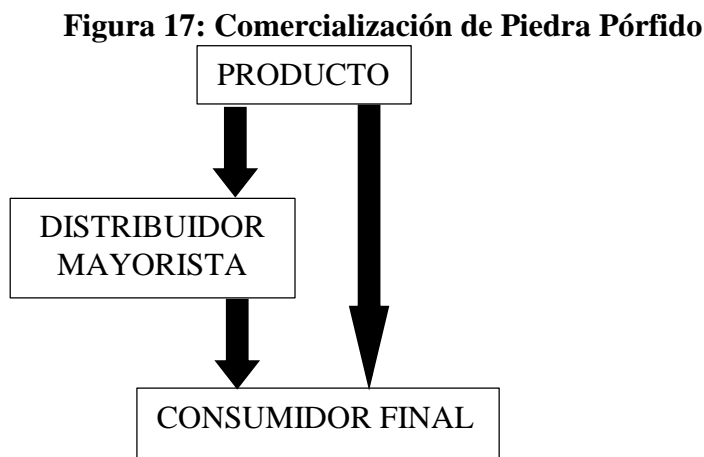 Figura 17: Comercialización de Piedra Pórfido
PRODUCTO
DISTRIBUIDOR
MAYORISTA
CONSUMIDOR FINAL